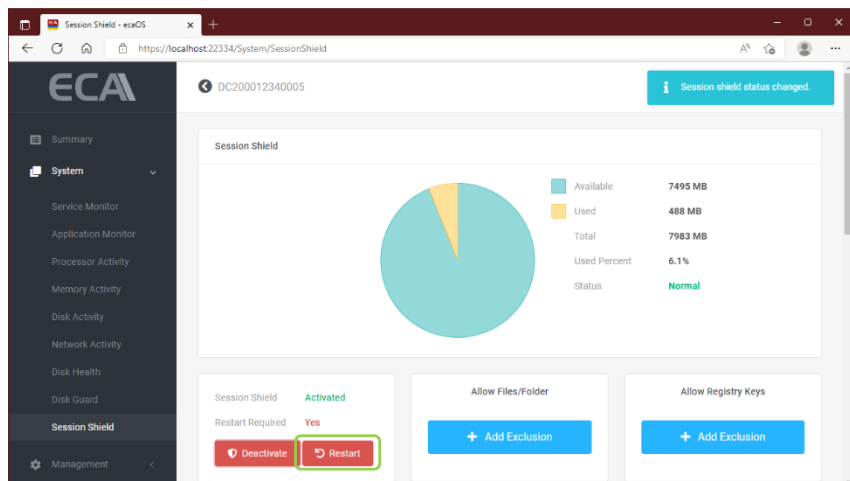 Session Shield - ecaOS
https://localhost:22334/System/SessionShield
ECA
DC200012340005
Session shield status changed.
Summary
System
Service Monitor
Application Monitor
Processor Activity
Memory Activity
Disk Activity
Network Activity
Disk Health
Disk Guard
Session Shield
Management
Session Shield
Available 7495 MB
Used 488 MB
Total 7983 MB
Used Percent 6.1%
Status Normal
Session Shield Activated
Restart Required Yes
Deactivate Restart
Allow Files/Folder
+ Add Exclusion
Allow Registry Keys
+ Add Exclusion